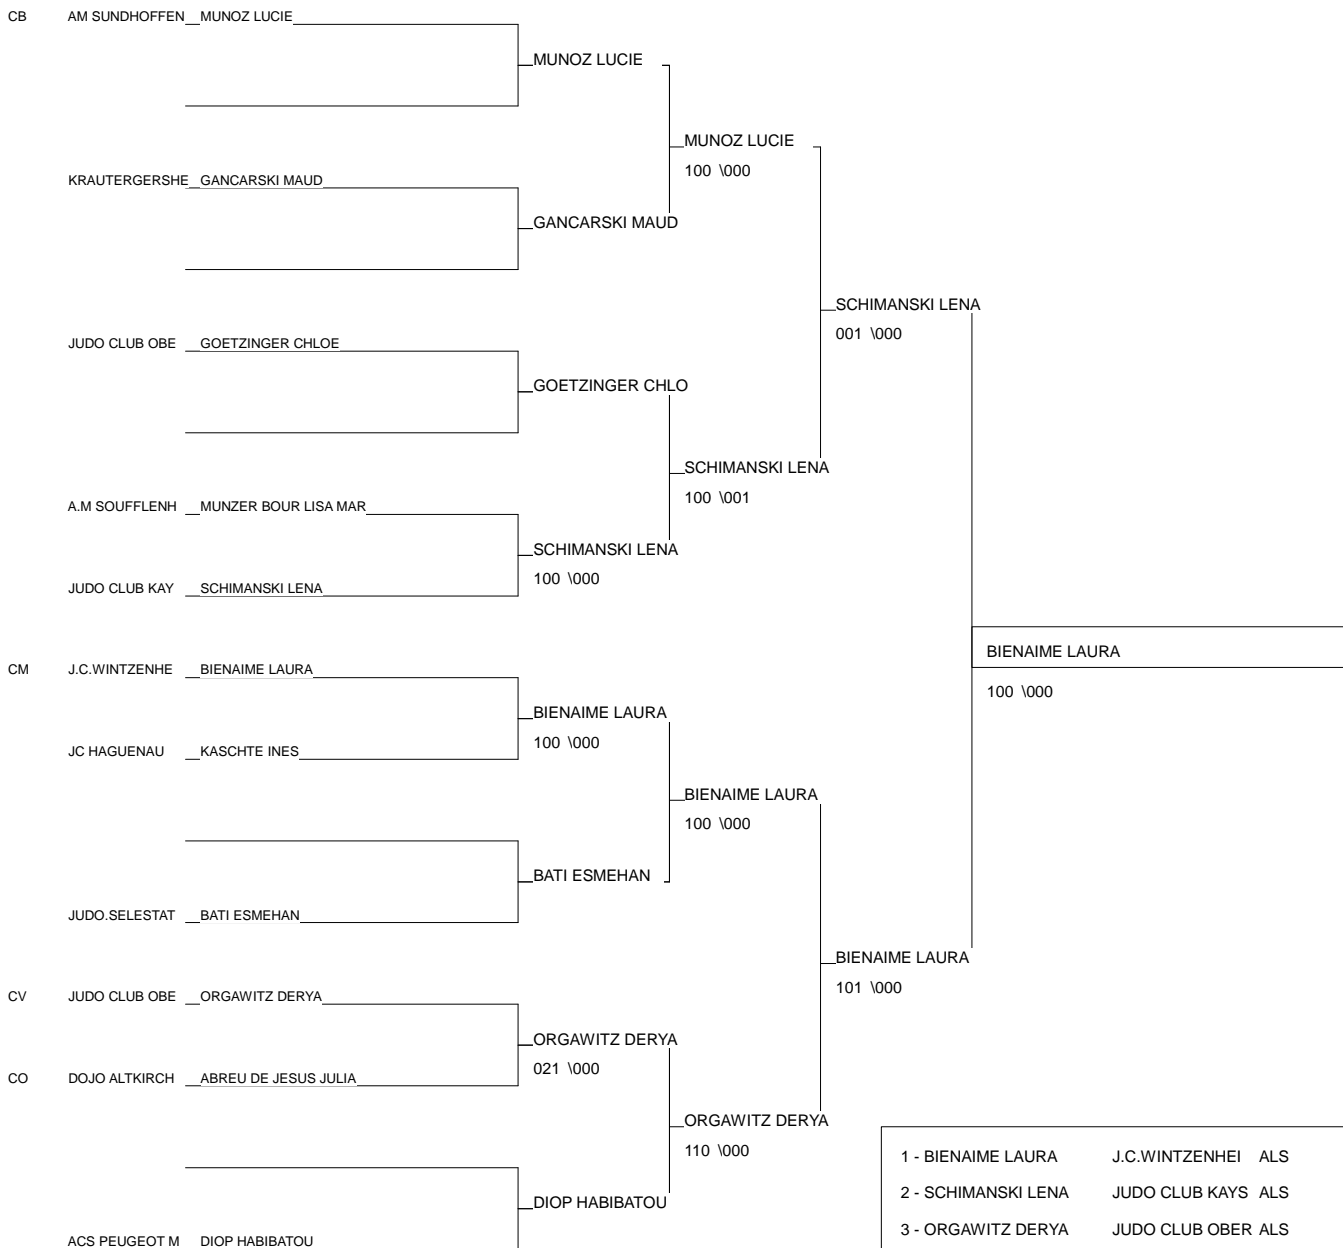 CB AM SUNDHOFFEN MUNOZ LUCIE
MUNOZ LUCIE
MUNOZ LUCIE
100 \000
KRAUTERGERSHE GANCARSKI MAUD
GANCARSKI MAUD
SCHIMANSKI LENA
001 \000
JUDO CLUB OBE GOETZINGER CHLOE
GOETZINGER CHLO
SCHIMANSKI LENA
100 \001
A.M SOUFFLENH MUNZER BOUR LISA MAR
SCHIMANSKI LENA
100 \000
JUDO CLUB KAY SCHIMANSKI LENA
BIENAIME LAURA
100 \000
CM J.C.WINTZENHE BIENAIME LAURA
BIENAIME LAURA
100 \000
JC HAGUENAU KASCHTE INES
BIENAIME LAURA
100 \000
BATI ESMEHAN
JUDO.SELESTAT BATI ESMEHAN
BIENAIME LAURA
101 \000
CV JUDO CLUB OBE ORGAWITZ DERYA
ORGAWITZ DERYA
021 \000
CO DOJO ALTKIRCH ABREU DE JESUS JULIA
ORGAWITZ DERYA
110 \000
DIOP HABIBATOU
ACS PEUGEOT M DIOP HABIBATOU
1 - BIENAIME LAURA J.C.WINTZENHEI ALS
2 - SCHIMANSKI LENA JUDO CLUB KAYS ALS
3 - ORGAWITZ DERYA JUDO CLUB OBER ALS